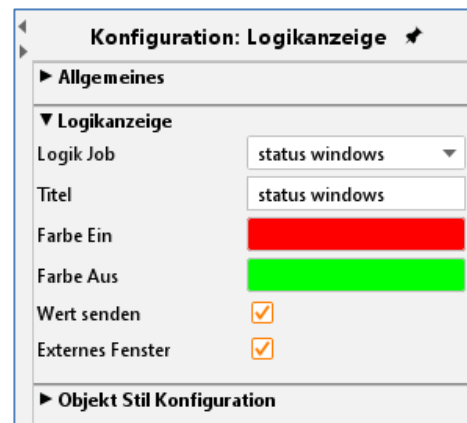 Konfiguration: Logikanzeige
Allgemeines
Logikanzeige
Logik Job status windows
Titel status windows
Farbe Ein
Farbe Aus
Wert senden
Externes Fenster
Objekt Stil Konfiguration